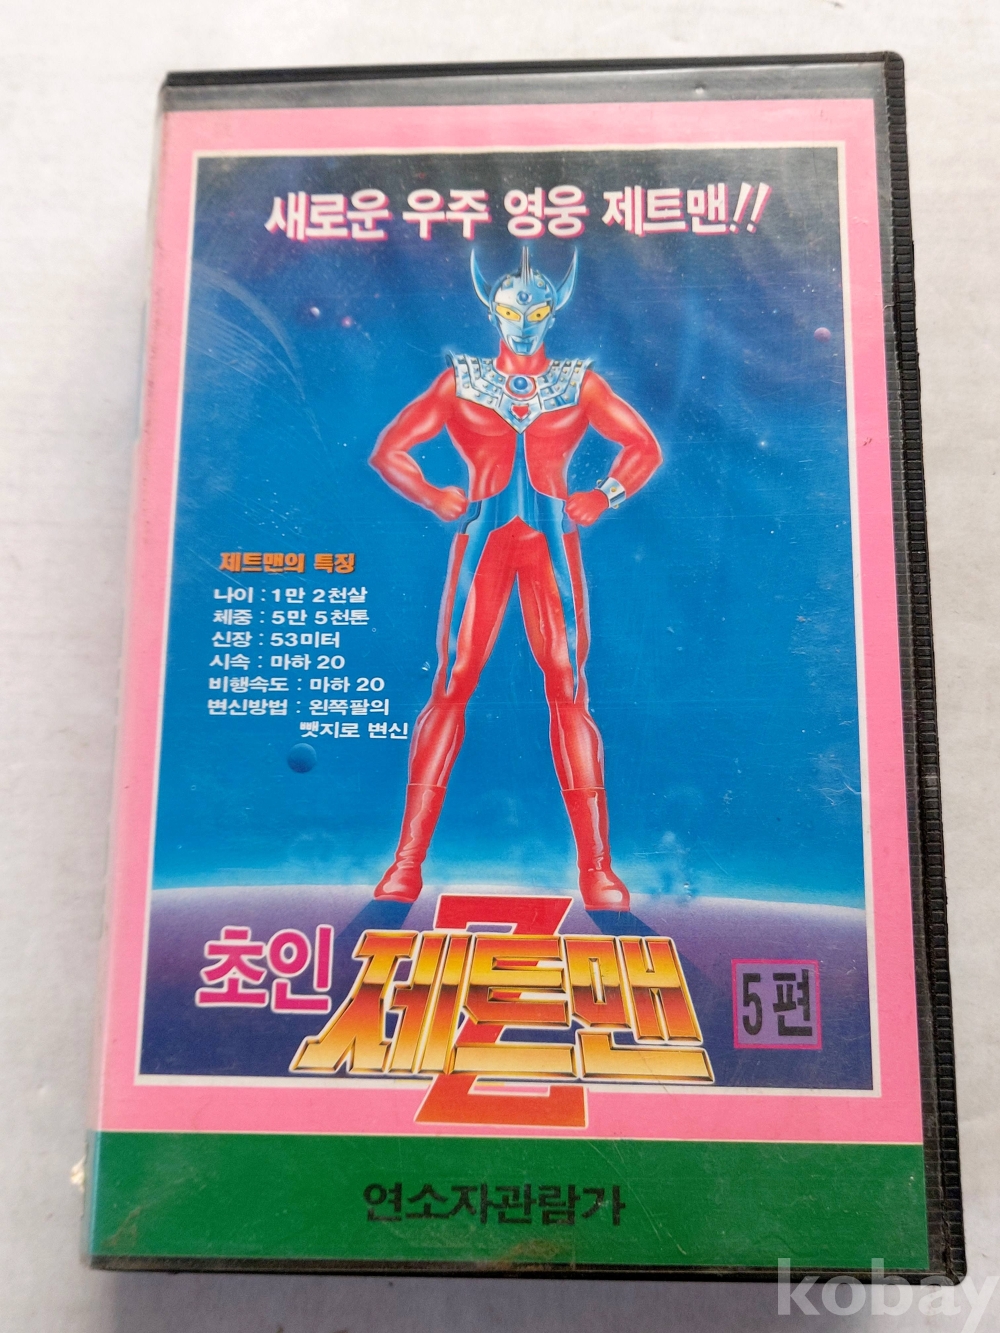 새로운 우주 영웅 제트맨!!
제트맨의 특징
나이 : 1만 2천살
체중 : 5만 5천톤
신장 : 53미터
시속 : 마하 20
비행속도 : 마하 20
변신방법 : 왼쪽팔의
뺏지로 변신
초인 제트맨
Z
5편
연소자관람가
kobay